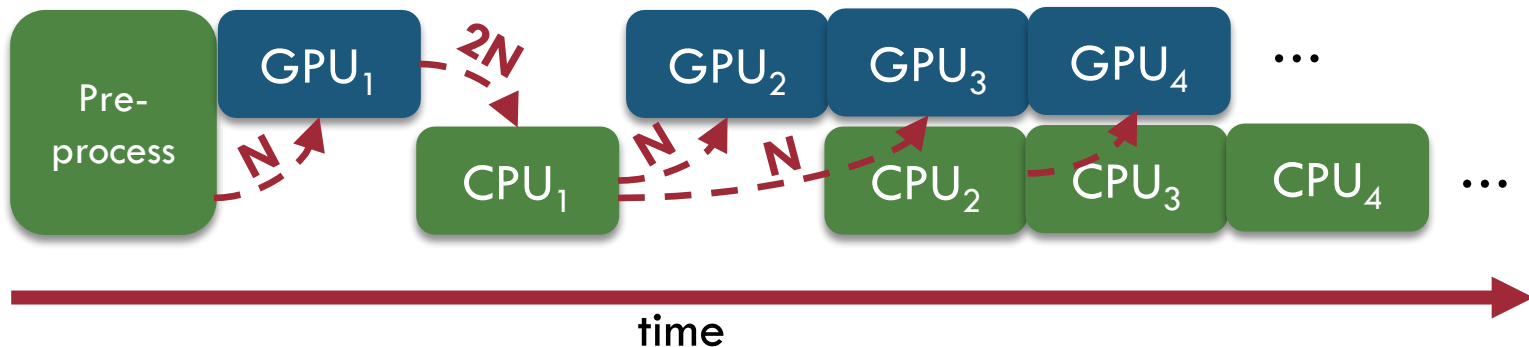 Pre-
process
GPU₁
2N
GPU₂
GPU₃
GPU₄
...
N
CPU₁
N
N
CPU₂
CPU₃
CPU₄
...
time